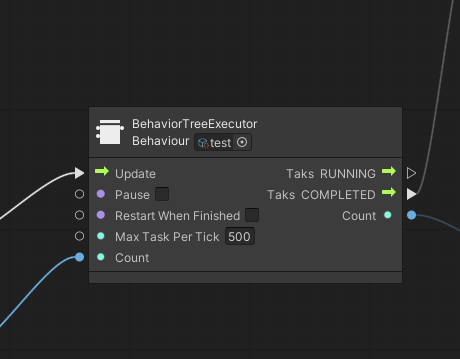 BehaviorTreeExecutor
Behaviour test
Update Taks RUNNING
Pause Taks COMPLETED
Restart When Finished Count
Max Task Per Tick 500
Count